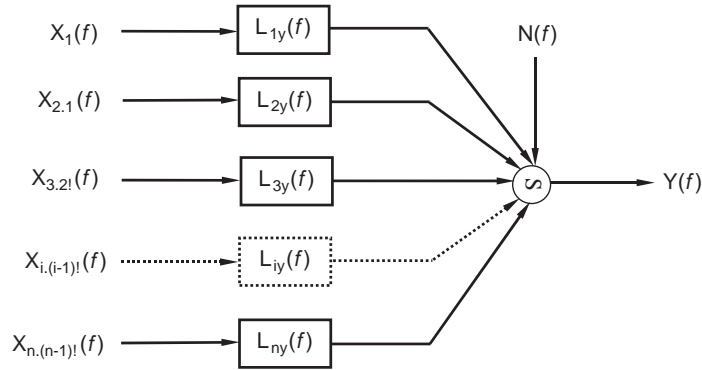 X1(f)
L1y(f)
N(f)
X2.1(f)
L2y(f)
X3.2!(f)
L3y(f)
S
Y(f)
Xi.(i-1)!(f)
Liy(f)
Xn.(n-1)!(f)
Lny(f)